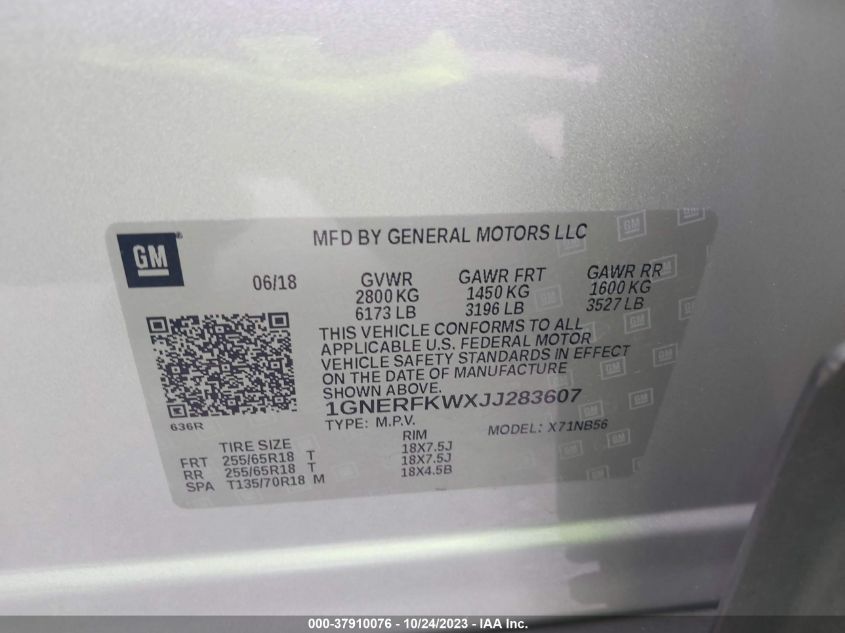 GM
MFD BY GENERAL MOTORS LLC
06/18 GVWR GAWR FRT GAWR RR
2800 KG 1450 KG 1600 KG
6173 LB 3196 LB 3527 LB
THIS VEHICLE CONFORMS TO ALL
APPLICABLE U.S. FEDERAL MOTOR
VEHICLE SAFETY STANDARDS IN EFFECT
ON THE DATE OF MANUFACTURE
SHOWN ABOVE.
1GNERFKWXJJ283607
636R
TYPE: M.P.V. MODEL: X71NB56
TIRE SIZE RIM
FRT 255/65R18 T 18X7.5J
RR 255/65R18 T 18X7.5J
SPA T135/70R18 M 18X4.5B
000-37910076 - 10/24/2023 - IAA Inc.